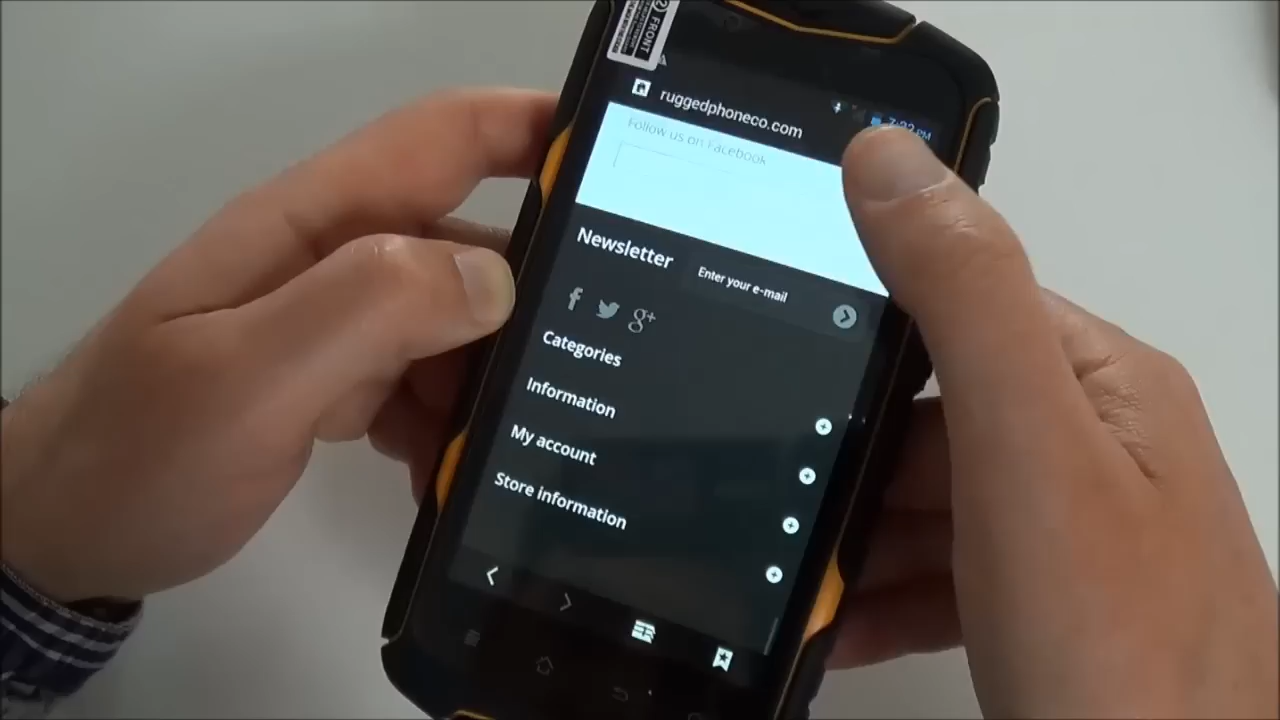 FRONT
ruggedphoneco.com
Follow us on Facebook
Newsletter
Enter your e-mail
Categories
Information
My account
Store information